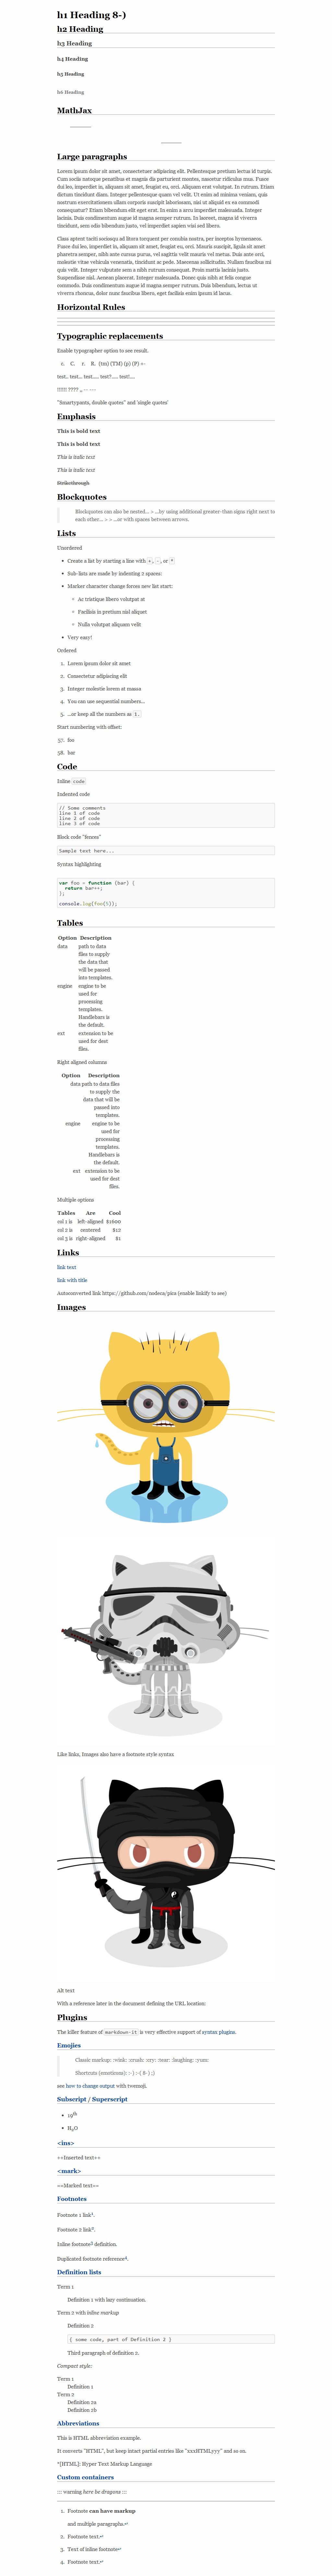 h1 Heading 8-)
h2 Heading
h3 Heading
h4 Heading
h5 Heading
h6 Heading
MathJax
Large paragraphs
Lorem ipsum dolor sit amet, consectetuer adipiscing elit. Pellentesque pretium lectus id turpis.
Cum sociis natoque penatibus et magnis dis parturient montes, nascetur ridiculus mus. Fusce
dui leo, imperdiet in, aliquam sit amet, feugiat eu, orci. Aliquam erat volutpat. In rutrum. Etiam
dictum tincidunt diam. Integer pellentesque quam vel velit. Ut enim ad minima veniam, quis
nostrum exercitationem ullam corporis suscipit laboriosam, nisi ut aliquid ex ea commodi
consequatur? Etiam bibendum elit eget erat. In enim a arcu imperdiet malesuada. Integer
lacinia. Duis condimentum augue id magna semper rutrum. In laoreet, magna id viverra
tincidunt, sem odio bibendum justo, vel imperdiet sapien wisi sed libero.
Class aptent taciti sociosqu ad litora torquent per conubia nostra, per inceptos hymenaeos.
Fusce dui leo, imperdiet in, aliquam sit amet, feugiat eu, orci. Mauris suscipit, ligula sit amet
pharetra semper, nibh ante cursus purus, vel sagittis velit mauris vel metus. Duis ante orci,
molestie vitae vehicula venenatis, tincidunt ac pede. Maecenas sollicitudin. Nullam faucibus mi
quis velit. Integer vulputate sem a nibh rutrum consequat. Proin mattis lacinia justo.
Suspendisse nisl. Aenean placerat. Integer malesuada. Donec quis nibh at felis congue
commodo. Duis condimentum augue id magna semper rutrum. Duis bibendum, lectus ut
viverra rhoncus, dolor nunc faucibus libero, eget facilisis enim ipsum id lacus.
Horizontal Rules
Typographic replacements
Enable typographer option to see result.
c. C. r. R. (tm) (TM) (p) (P) +-
test.. test... test..... test?..... test!....
!!!!!! ???? ,, -- ---
"Smartypants, double quotes" and 'single quotes'
Emphasis
This is bold text
This is bold text
This is italic text
This is italic text
Strikethrough
Blockquotes
Blockquotes can also be nested... > ...by using additional greater-than signs right next to
each other... > > ...or with spaces between arrows.
Lists
Unordered
• Create a list by starting a line with +, -, or *
• Sub-lists are made by indenting 2 spaces:
• Marker character change forces new list start:
◦ Ac tristique libero volutpat at
◦ Facilisis in pretium nisl aliquet
◦ Nulla volutpat aliquam velit
• Very easy!
Ordered
1. Lorem ipsum dolor sit amet
2. Consectetur adipiscing elit
3. Integer molestie lorem at massa
4. You can use sequential numbers...
5. ...or keep all the numbers as 1.
Start numbering with offset:
57. foo
58. bar
Code
Inline code
Indented code
// Some comments
line 1 of code
line 2 of code
line 3 of code
Block code "fences"
Sample text here...
Syntax highlighting
var foo = function (bar) {
return bar++;
};
console.log(foo(5));
Tables
Option Description
data path to data
files to supply
the data that
will be passed
into templates.
engine engine to be
used for
processing
templates.
Handlebars is
the default.
ext extension to be
used for dest
files.
Right aligned columns
Option Description
data path to data files
to supply the
data that will be
passed into
templates.
engine engine to be
used for
processing
templates.
Handlebars is
the default.
ext extension to be
used for dest
files.
Multiple options
Tables Are Cool
col 1 is left-aligned $1600
col 2 is centered $12
col 3 is right-aligned $1
Links
link text
link with title
Autoconverted link https://github.com/nodeca/pica (enable linkify to see)
Images
Like links, Images also have a footnote style syntax
Alt text
With a reference later in the document defining the URL location:
Plugins
The killer feature of markdown-it is very effective support of syntax plugins.
Emojies
Classic markup: :wink: :crush: :cry: :tear: :laughing: :yum:
Shortcuts (emoticons): :-) :-( 8-) ;)
see how to change output with twemoji.
Subscript / Superscript
• 19th
• H2O
<ins>
++Inserted text++
<mark>
==Marked text==
Footnotes
Footnote 1 link1.
Footnote 2 link2.
Inline footnote3 definition.
Duplicated footnote reference4.
Definition lists
Term 1
Definition 1 with lazy continuation.
Term 2 with inline markup
Definition 2
{ some code, part of Definition 2 }
Third paragraph of definition 2.
Compact style:
Term 1
Definition 1
Term 2
Definition 2a
Definition 2b
Abbreviations
This is HTML abbreviation example.
It converts "HTML", but keep intact partial entries like "xxxHTMLyyy" and so on.
*[HTML]: Hyper Text Markup Language
Custom containers
::: warning here be dragons :::
1. Footnote can have markup
and multiple paragraphs.↩
2. Footnote text.↩
3. Text of inline footnote↩
4. Footnote text.↩